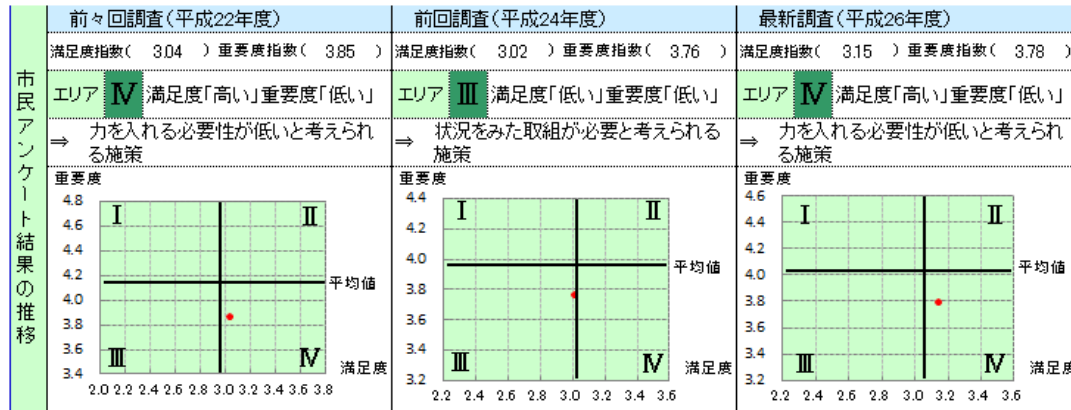 市民アンケート結果の推移
前々回調査(平成22年度)
満足度指数( 3.04 ) 重要度指数( 3.85 )
エリア Ⅳ 満足度「高い」重要度「低い」
⇒ 力を入れる必要性が低いと考えられ
る施策
重要度
4.8
4.6
4.4
4.2
4.0
3.8
3.6
3.4
Ⅰ Ⅱ
平均値
Ⅲ Ⅳ
満足度
2.0 2.2 2.4 2.6 2.8 3.0 3.2 3.4 3.6 3.8
前回調査(平成24年度)
満足度指数( 3.02 ) 重要度指数( 3.76 )
エリア Ⅲ 満足度「低い」重要度「低い」
⇒ 状況をみた取組が必要と考えられる
施策
重要度
4.4
4.2
4.0
3.8
3.6
3.4
3.2
Ⅰ Ⅱ
平均値
Ⅲ Ⅳ
満足度
2.2 2.4 2.6 2.8 3.0 3.2 3.4 3.6
最新調査(平成26年度)
満足度指数( 3.15 ) 重要度指数( 3.78 )
エリア Ⅳ 満足度「高い」重要度「低い」
⇒ 力を入れる必要性が低いと考えられ
る施策
重要度
4.6
4.4
4.2
4.0
3.8
3.6
3.4
3.2
Ⅰ Ⅱ
平均値
Ⅲ Ⅳ
満足度
2.2 2.4 2.6 2.8 3.0 3.2 3.4 3.6